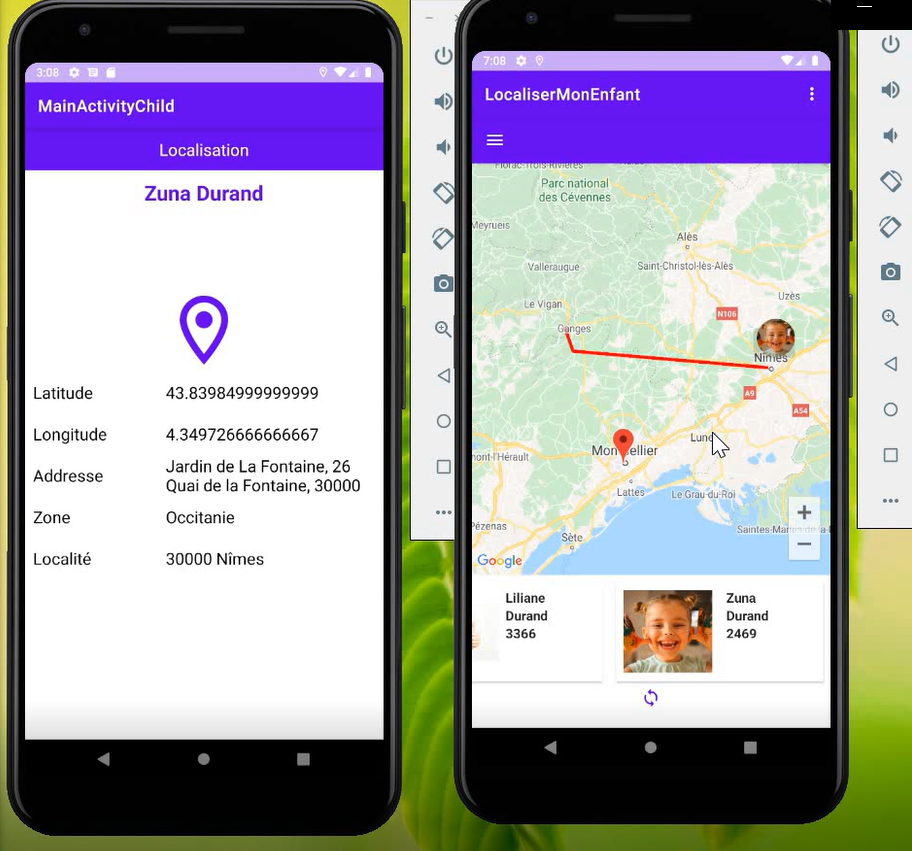 3:08
MainActivityChild
Localisation
Zuna Durand
Latitude
43.83984999999999
Longitude
4.349726666666667
Addresse
Jardin de La Fontaine, 26
Quai de la Fontaine, 30000
Zone
Occitanie
Localité
30000 Nîmes
7:08
LocaliserMonEnfant
Florac-Trois-Rivières
Parc national
des Cévennes
Meyrueis
Alès
Valleraugue
Saint-Christol-lès-Alès
Le Vigan
Uzès
N106
Ganges
Nîmes
A9
A54
Lunel
mont-l'Hérault
Montpellier
Lattes
Le Grau-du-Roi
Pézenas
Sète
Saintes-Maries-de-la-M
+
−
Google
Liliane
Durand
3366
Zuna
Durand
2469